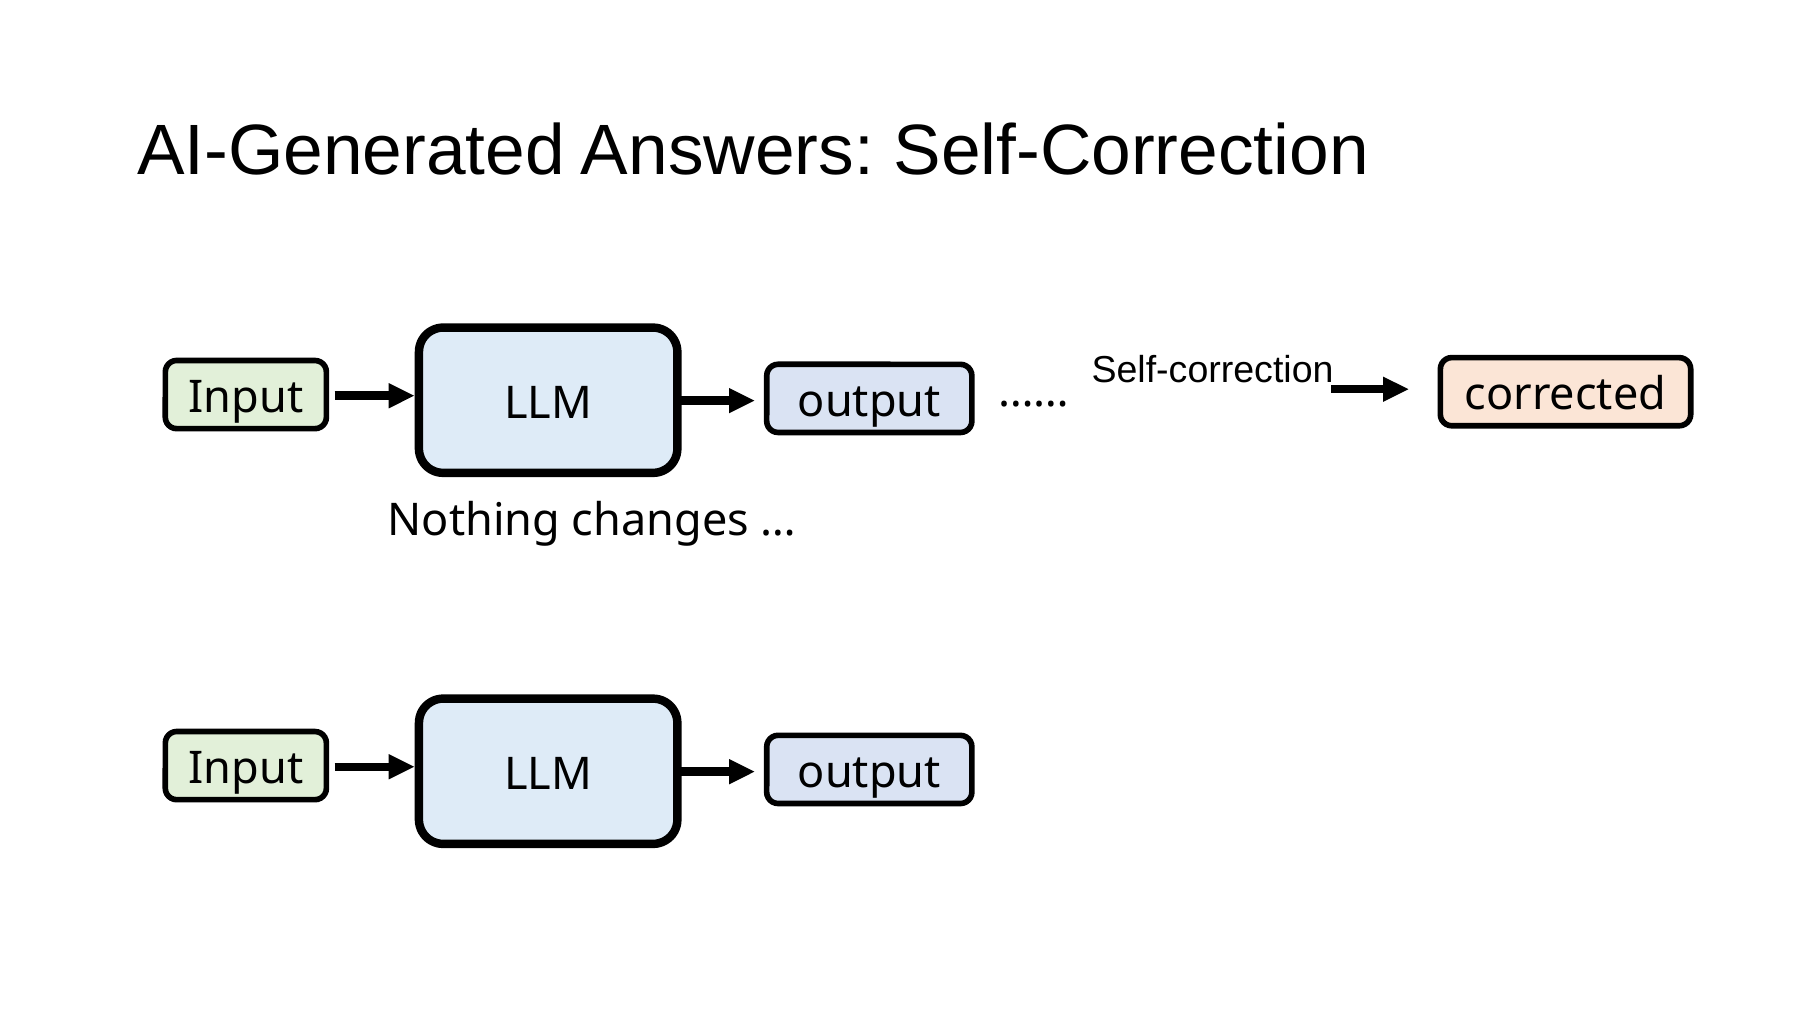 AI-Generated Answers: Self-Correction
Input
LLM
output
……
Self-correction
corrected
Nothing changes …
Input
LLM
output